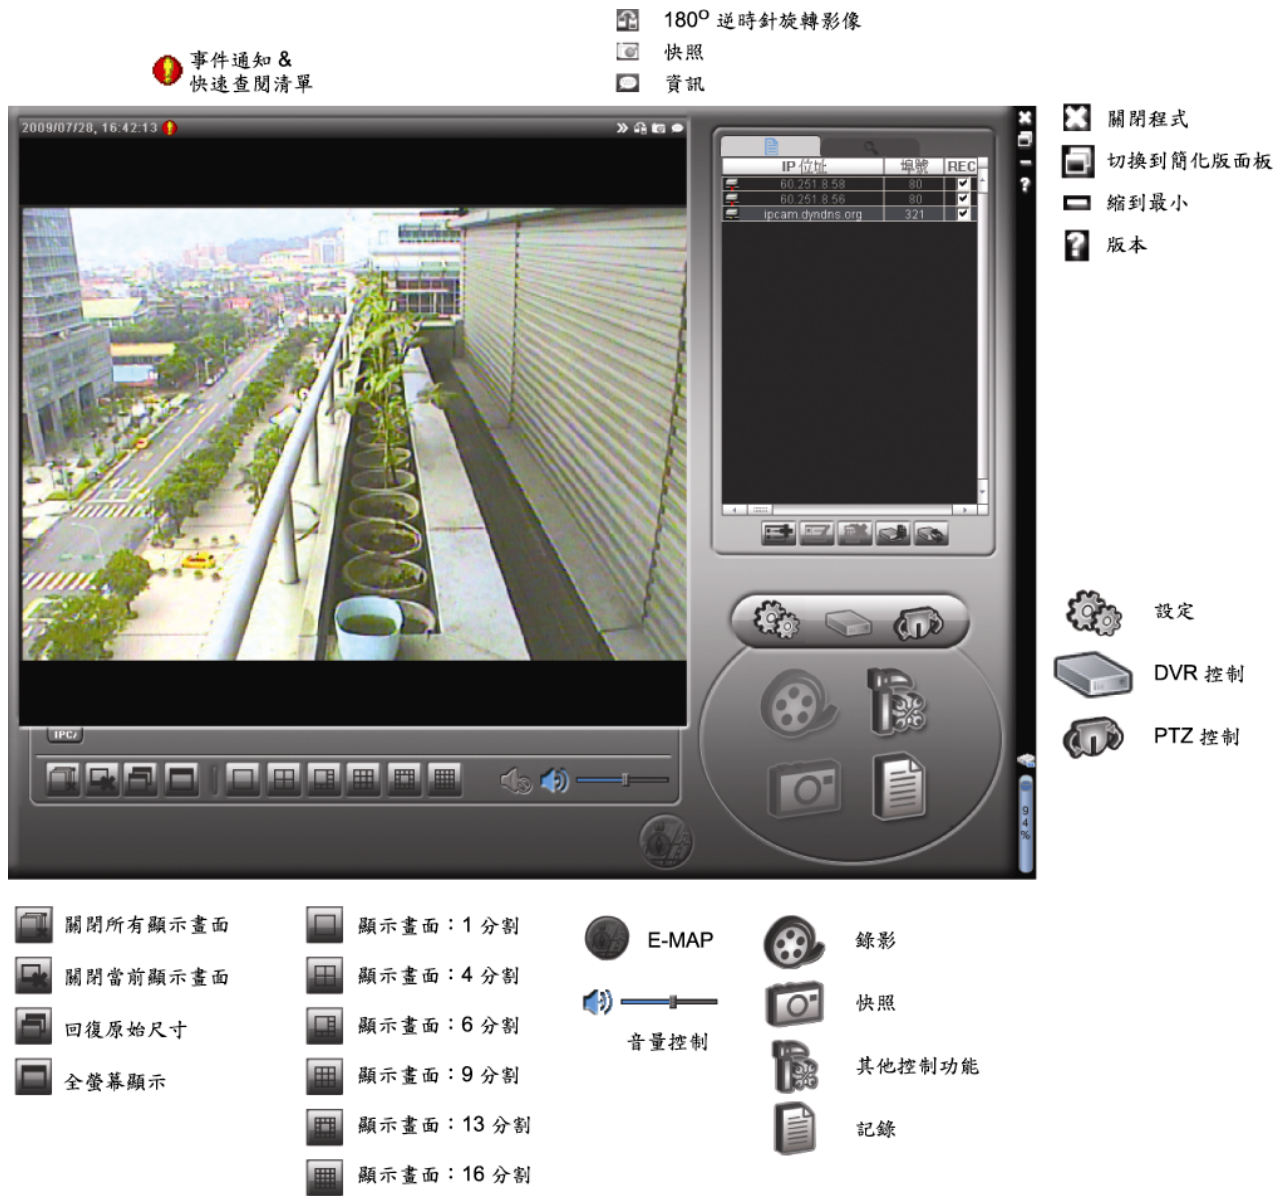 180° 逆時針旋轉影像
快照
資訊
事件通知 &
快速查閱清單
2009/07/28, 16:42:13
IP 位址 埠號 REC
60.251.8.58 80
60.251.8.56 80
ipcam.dyndns.org 321
關閉程式
切換到簡化版面板
縮到最小
版本
設定
DVR 控制
PTZ 控制
IPC
94%
關閉所有顯示畫面
關閉當前顯示畫面
回復原始尺寸
全螢幕顯示
顯示畫面：1 分割
顯示畫面：4 分割
顯示畫面：6 分割
顯示畫面：9 分割
顯示畫面：13 分割
顯示畫面：16 分割
E-MAP
音量控制
錄影
快照
其他控制功能
記錄